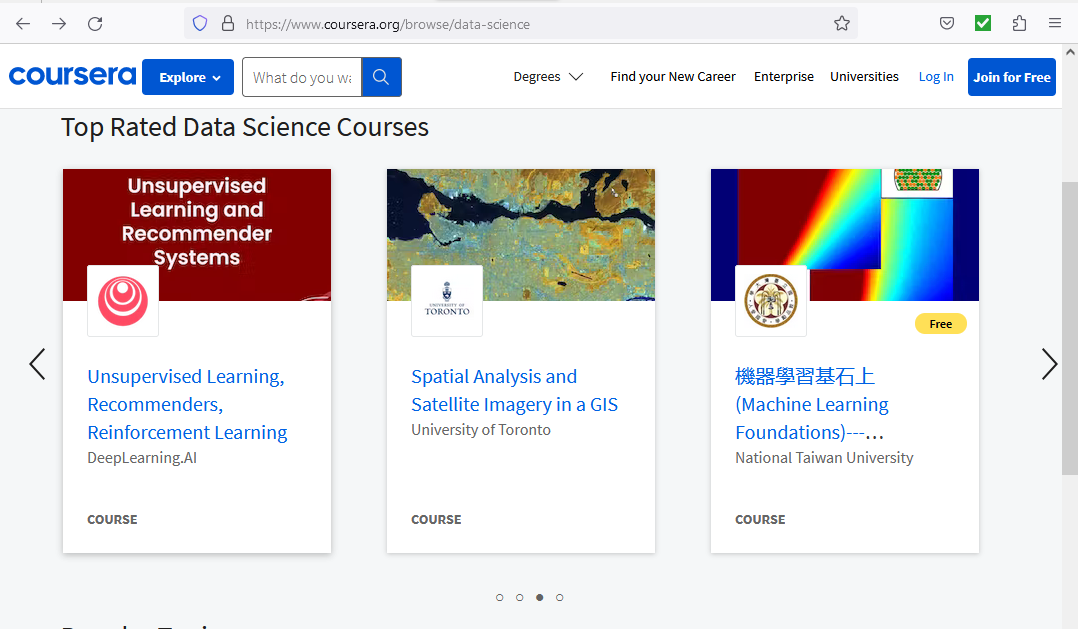 https://www.coursera.org/browse/data-science
coursera
Explore
What do you wa
Degrees
Find your New Career
Enterprise
Universities
Log In
Join for Free
Top Rated Data Science Courses
Unsupervised
Learning and
Recommender
Systems
Unsupervised Learning,
Recommenders,
Reinforcement Learning
DeepLearning.AI
COURSE
UNIVERSITY OF
TORONTO
Spatial Analysis and
Satellite Imagery in a GIS
University of Toronto
COURSE
Free
機器學習基石上
(Machine Learning
Foundations)---…
National Taiwan University
COURSE